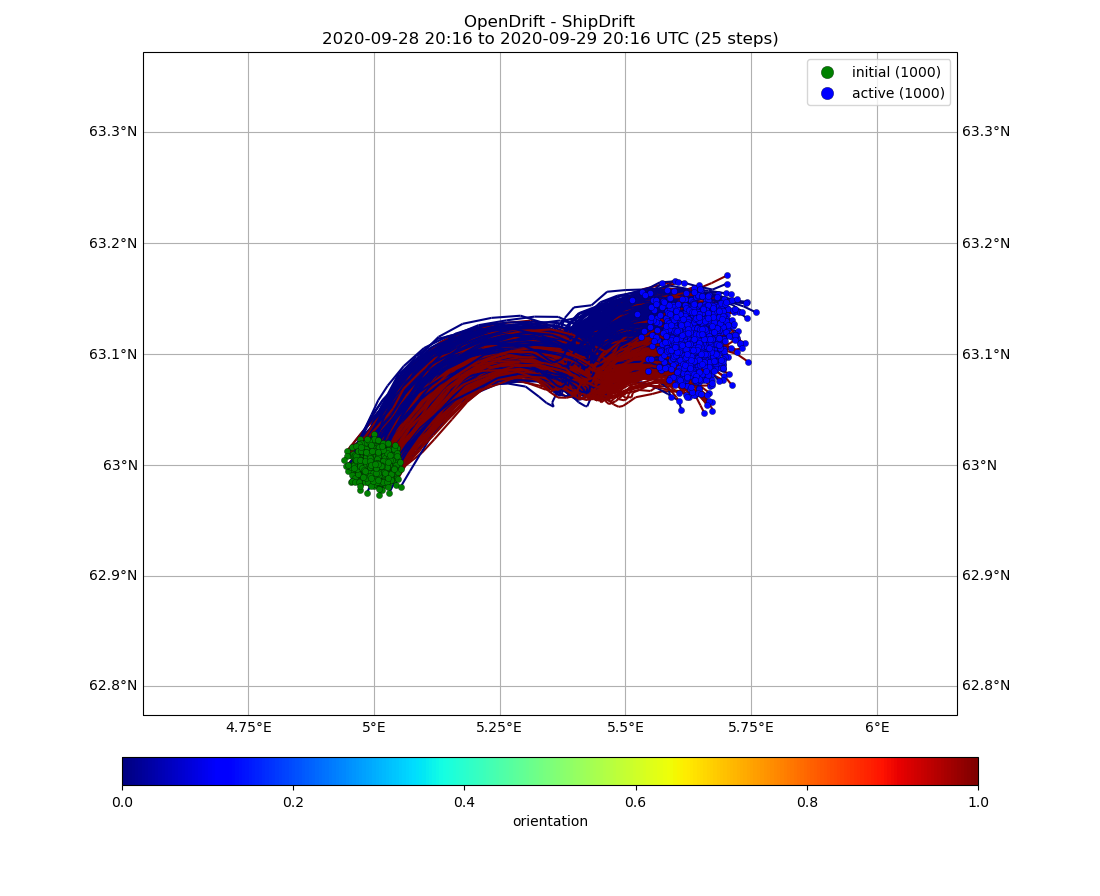 OpenDrift - ShipDrift
2020-09-28 20:16 to 2020-09-29 20:16 UTC (25 steps)
initial (1000)
active (1000)
63.3°N 63.3°N
63.2°N 63.2°N
63.1°N 63.1°N
63°N 63°N
62.9°N 62.9°N
62.8°N 62.8°N
4.75°E 5°E 5.25°E 5.5°E 5.75°E 6°E
0.0 0.2 0.4 0.6 0.8 1.0
orientation